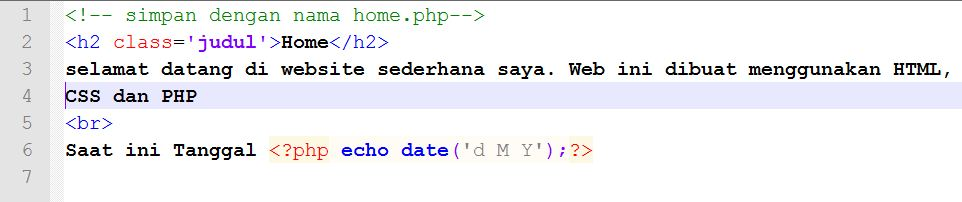 1 <!-- simpan dengan nama home.php-->
2 <h2 class='judul'>Home</h2>
3 selamat datang di website sederhana saya. Web ini dibuat menggunakan HTML,
4 CSS dan PHP
5 <br>
6 Saat ini Tanggal <?php echo date('d M Y');?>
7